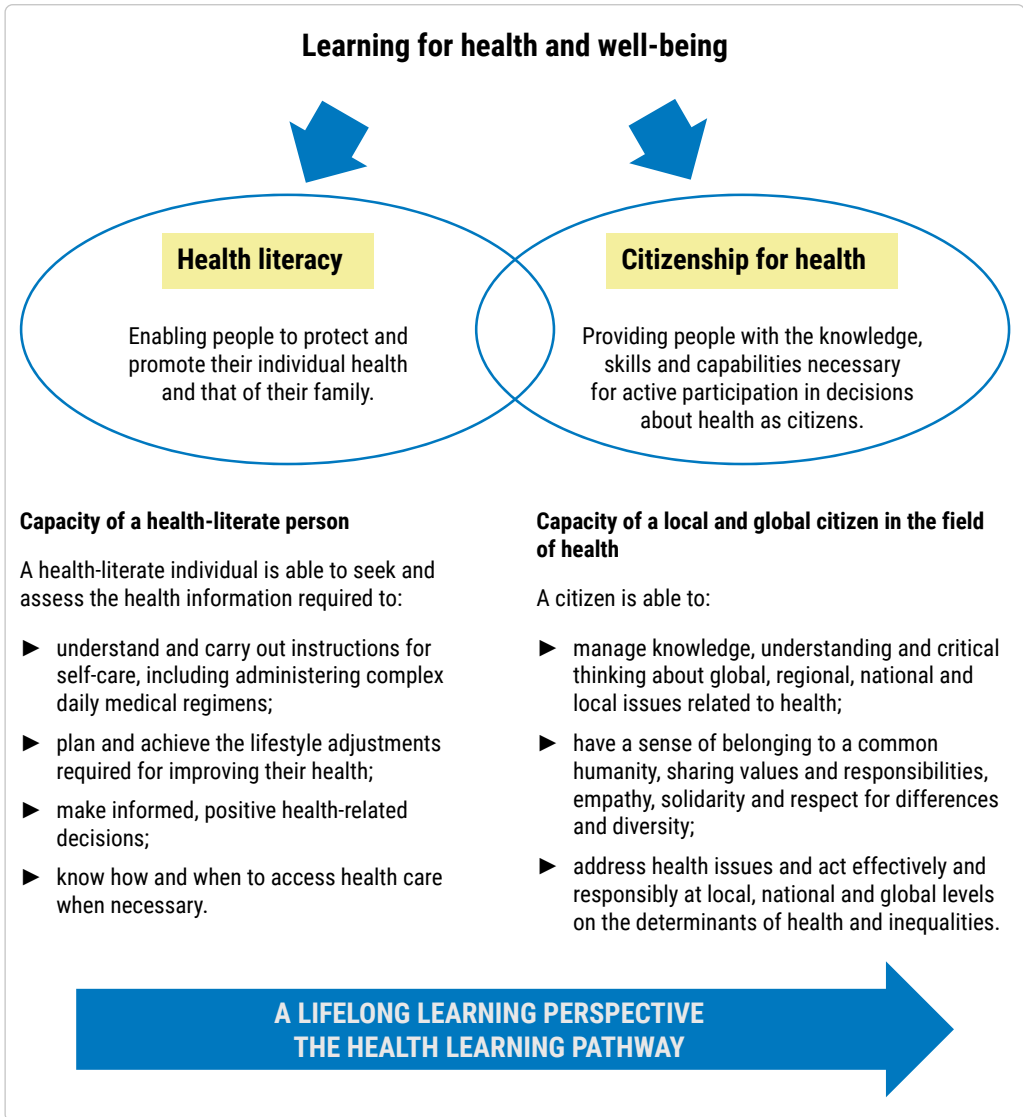 Learning for health and well-being
Health literacy
Enabling people to protect and
promote their individual health
and that of their family.
Citizenship for health
Providing people with the knowledge,
skills and capabilities necessary
for active participation in decisions
about health as citizens.
Capacity of a health-literate person
A health-literate individual is able to seek and
assess the health information required to:
► understand and carry out instructions for
self-care, including administering complex
daily medical regimens;
► plan and achieve the lifestyle adjustments
required for improving their health;
► make informed, positive health-related
decisions;
► know how and when to access health care
when necessary.
Capacity of a local and global citizen in the field
of health
A citizen is able to:
► manage knowledge, understanding and critical
thinking about global, regional, national and
local issues related to health;
► have a sense of belonging to a common
humanity, sharing values and responsibilities,
empathy, solidarity and respect for differences
and diversity;
► address health issues and act effectively and
responsibly at local, national and global levels
on the determinants of health and inequalities.
A LIFELONG LEARNING PERSPECTIVE
THE HEALTH LEARNING PATHWAY